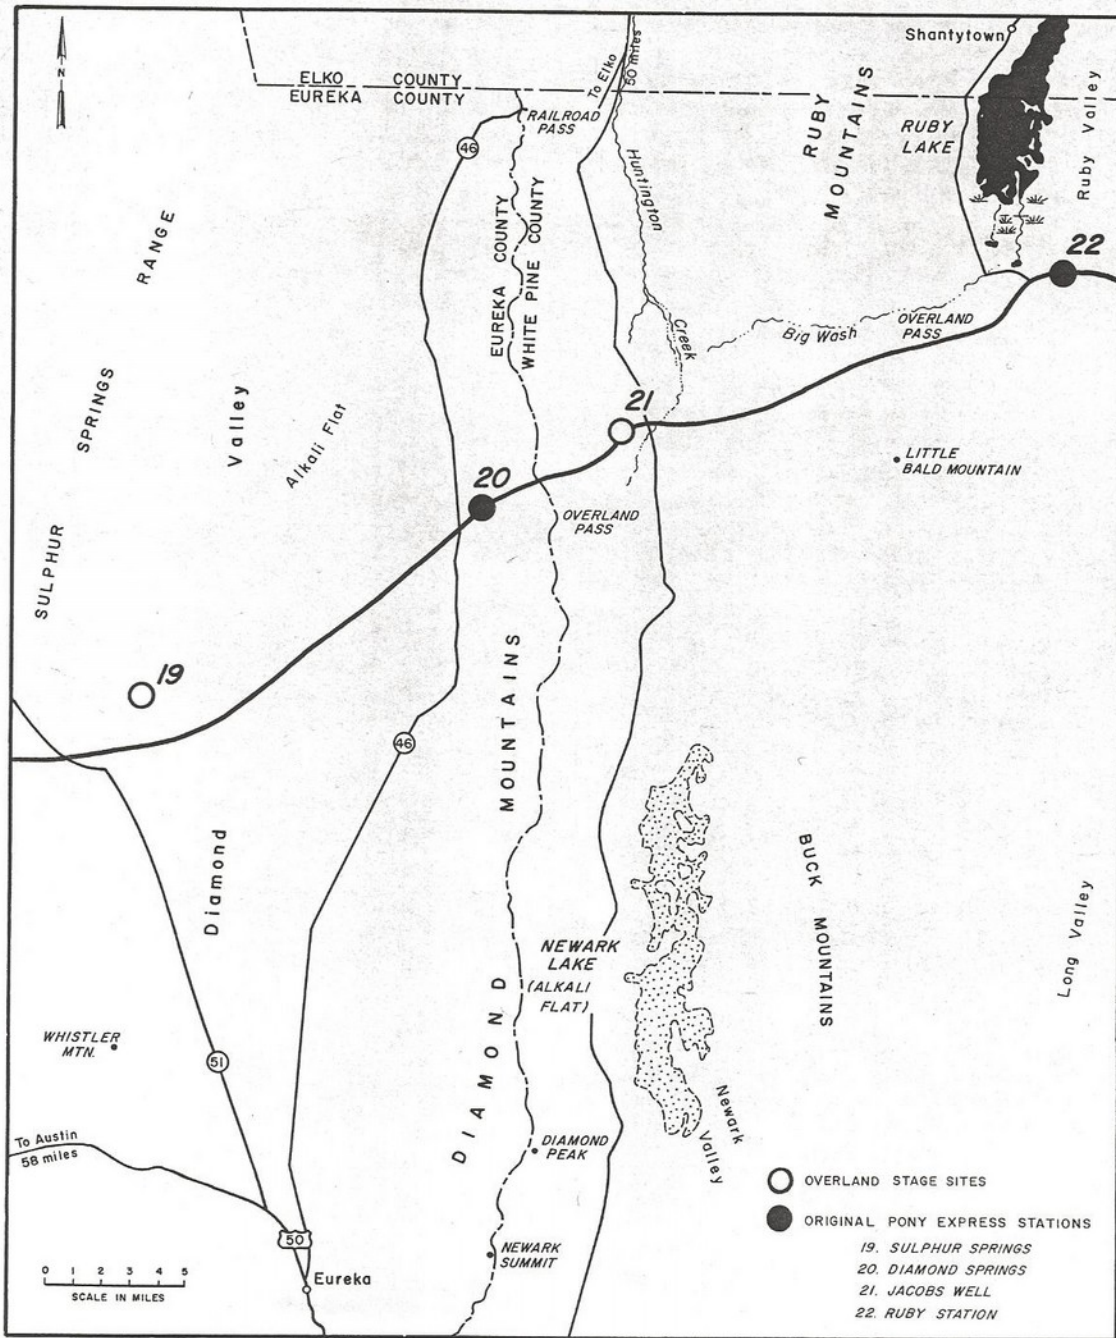 N
ELKO COUNTY
EUREKA COUNTY
To Elko
50 miles
Shantytown
RAILROAD
PASS
46
RUBY
MOUNTAINS
RUBY
LAKE
Ruby Valley
Huntington
Creek
EUREKA COUNTY
WHITE PINE COUNTY
22
OVERLAND
PASS
Big Wash
SULPHUR SPRINGS RANGE
Diamond Valley
Alkali Flat
21
20
LITTLE
BALD MOUNTAIN
OVERLAND
PASS
19
46
DIAMOND MOUNTAINS
BUCK MOUNTAINS
Long Valley
NEWARK
LAKE
(ALKALI
FLAT)
WHISTLER
MTN.
51
Newark
Valley
To Austin
58 miles
DIAMOND
PEAK
50
NEWARK
SUMMIT
Eureka
0 1 2 3 4 5
SCALE IN MILES
OVERLAND STAGE SITES
ORIGINAL PONY EXPRESS STATIONS
19. SULPHUR SPRINGS
20. DIAMOND SPRINGS
21. JACOBS WELL
22. RUBY STATION